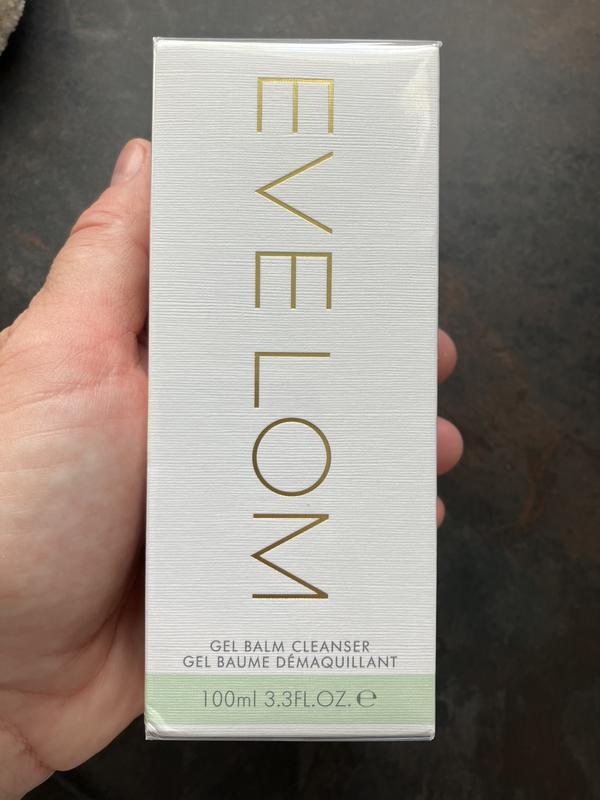 EVE LOM
GEL BALM CLEANSER
GEL BAUME DÉMAQUILLANT
100ml 3.3FL.OZ. ℮